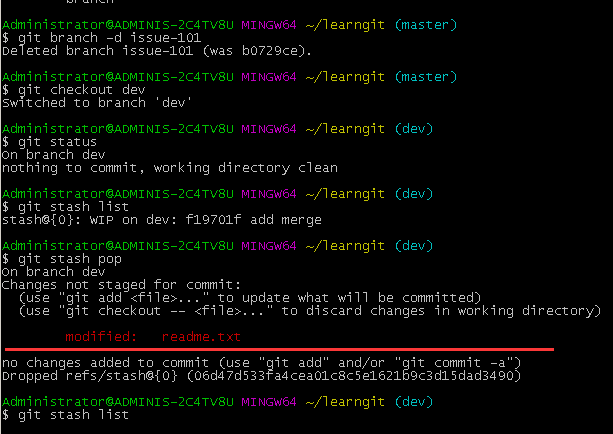 branch
Administrator@ADMINIS-2C4TV8U MINGW64 ~/learngit (master)
$ git branch -d issue-101
Deleted branch issue-101 (was b0729ce).
Administrator@ADMINIS-2C4TV8U MINGW64 ~/learngit (master)
$ git checkout dev
Switched to branch 'dev'
Administrator@ADMINIS-2C4TV8U MINGW64 ~/learngit (dev)
$ git status
On branch dev
nothing to commit, working directory clean
Administrator@ADMINIS-2C4TV8U MINGW64 ~/learngit (dev)
$ git stash list
stash@{0}: WIP on dev: f19701f add merge
Administrator@ADMINIS-2C4TV8U MINGW64 ~/learngit (dev)
$ git stash pop
On branch dev
Changes not staged for commit:
  (use "git add <file>..." to update what will be committed)
  (use "git checkout -- <file>..." to discard changes in working directory)
        modified:   readme.txt
no changes added to commit (use "git add" and/or "git commit -a")
Dropped refs/stash@{0} (06d47d533fa4cea01c8c5e1621b9c3d15dad3490)
Administrator@ADMINIS-2C4TV8U MINGW64 ~/learngit (dev)
$ git stash list